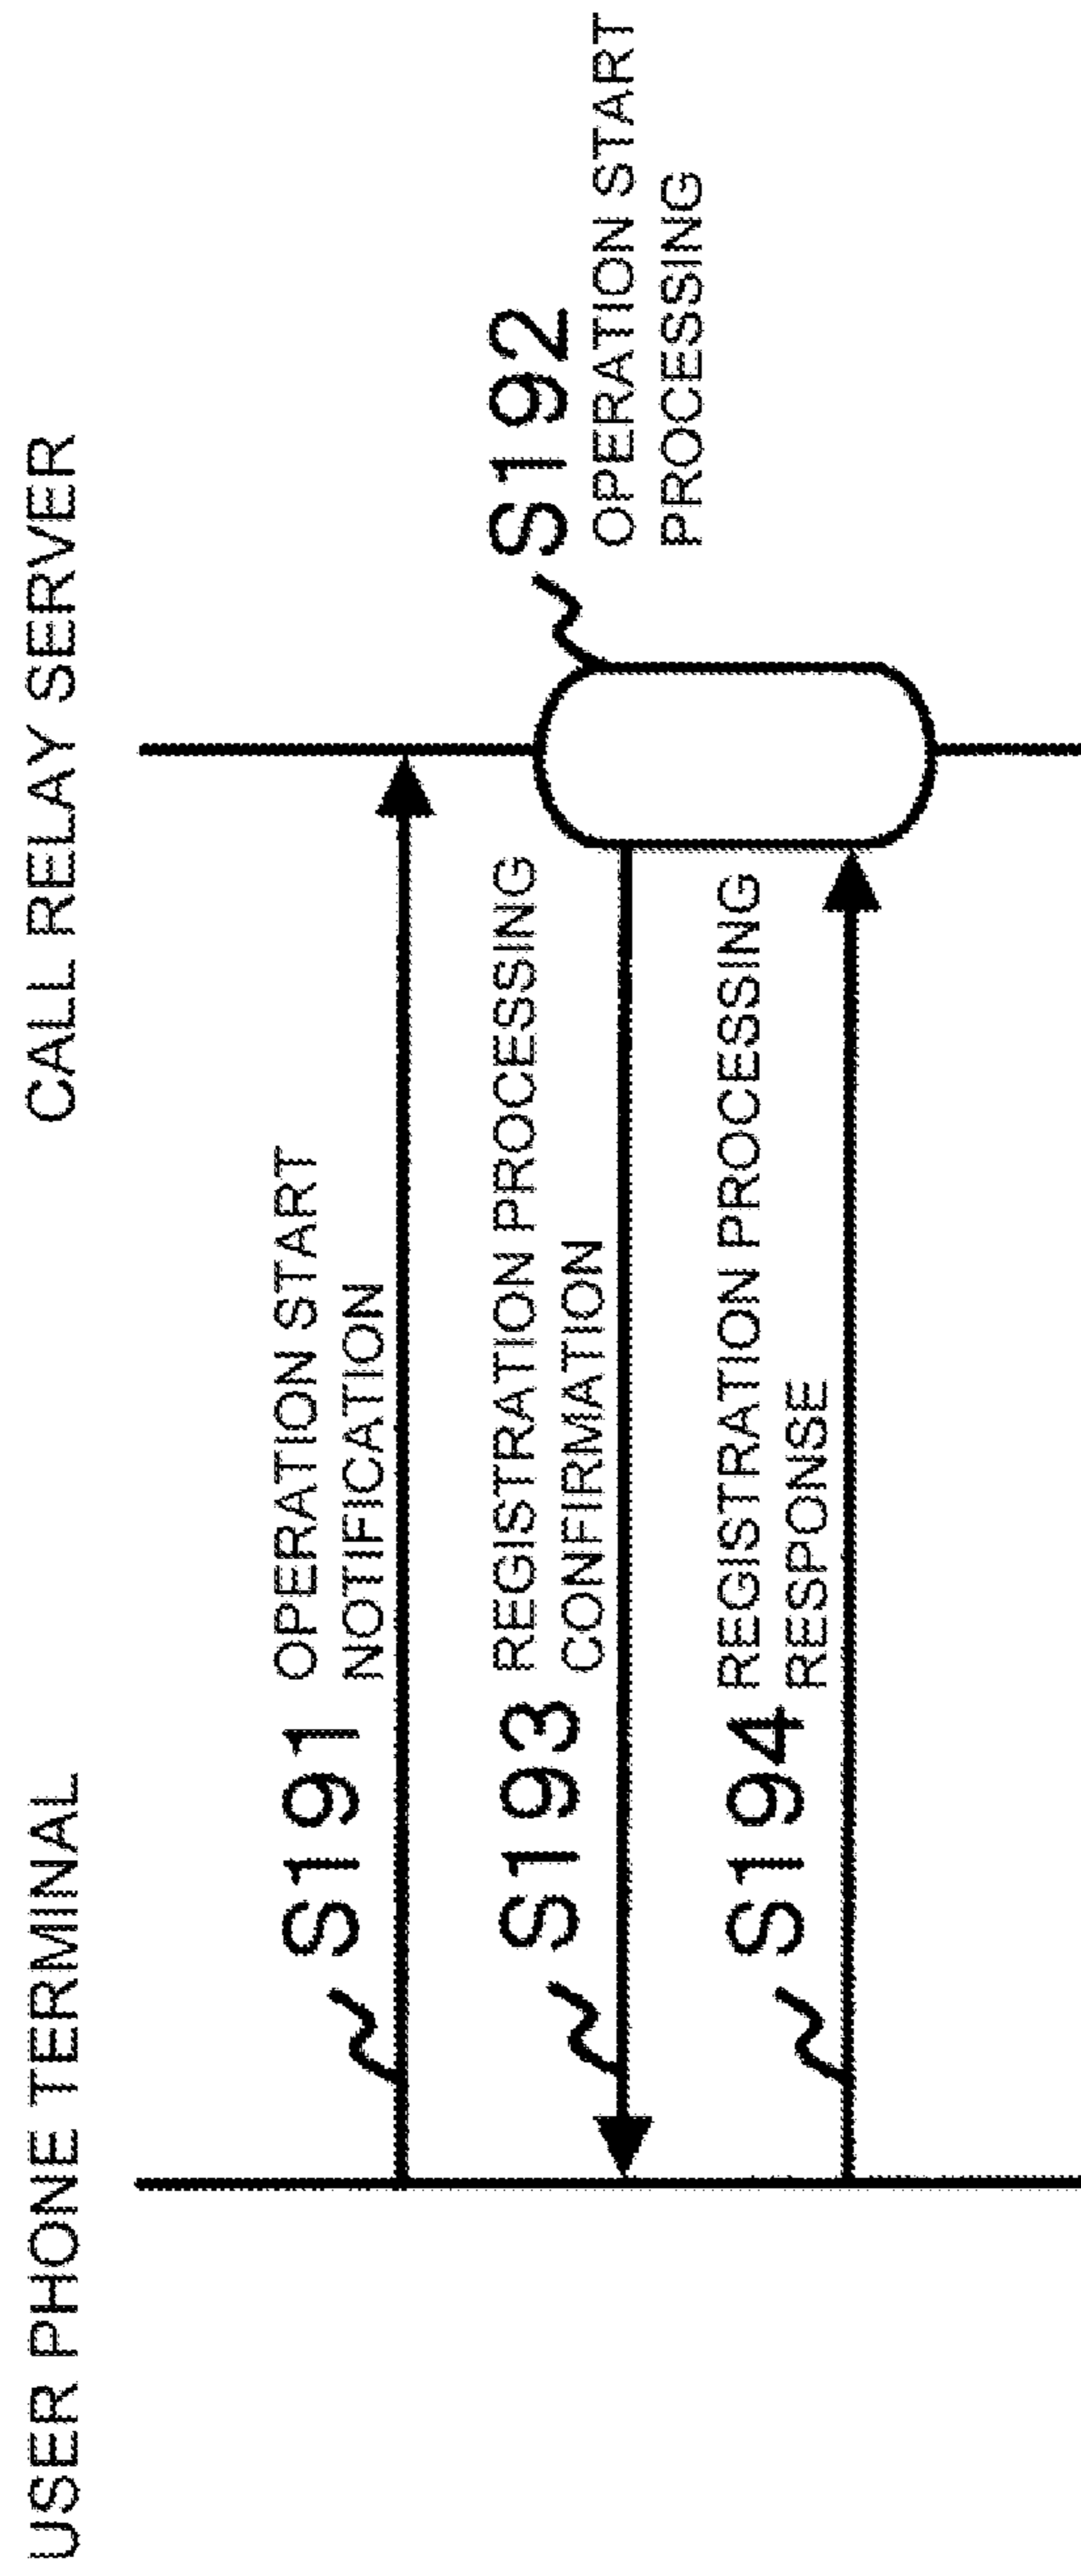 USER PHONE TERMINAL
CALL RELAY SERVER
S191 OPERATION START
NOTIFICATION
S192
OPERATION START
PROCESSING
S193 REGISTRATION PROCESSING
CONFIRMATION
S194 REGISTRATION PROCESSING
RESPONSE